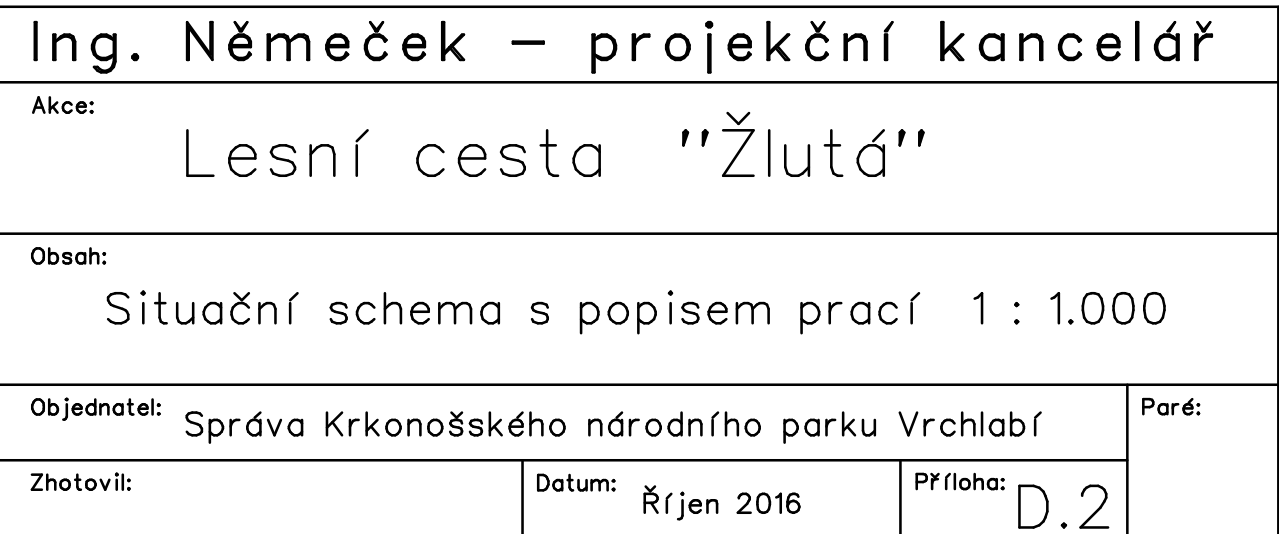 Ing. Němeček – projekční kancelář
Akce:
Lesní cesta "Žlutá"
Obsah:
Situační schema s popisem prací 1 : 1.000
Objednatel: Správa Krkonošského národního parku Vrchlabí
Paré:
Zhotovil:
Datum: Říjen 2016
Příloha: D.2